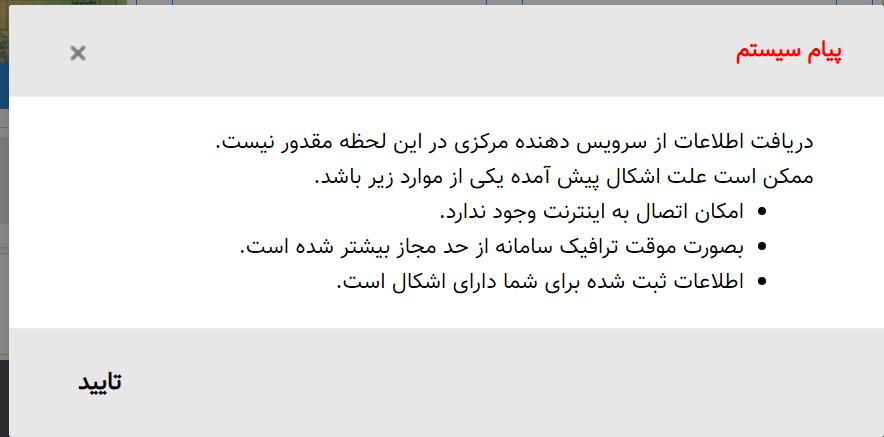 پیام سیستم
×
دریافت اطلاعات از سرویس دهنده مرکزی در این لحظه مقدور نیست.
ممکن است علت اشکال پیش آمده یکی از موارد زیر باشد.
• امکان اتصال به اینترنت وجود ندارد.
• بصورت موقت ترافیک سامانه از حد مجاز بیشتر شده است.
• اطلاعات ثبت شده برای شما دارای اشکال است.
تایید